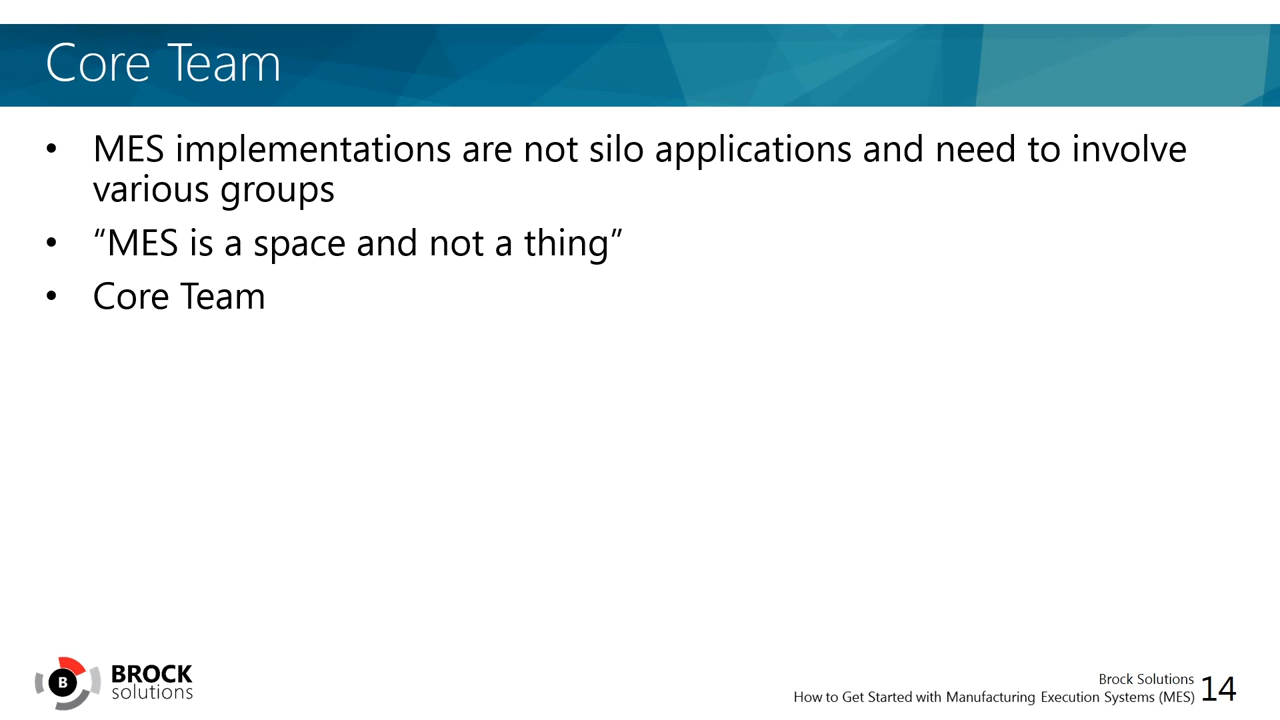 Core Team
• MES implementations are not silo applications and need to involve
various groups
• “MES is a space and not a thing”
• Core Team
B
BROCK
solutions
Brock Solutions
How to Get Started with Manufacturing Execution Systems (MES)
14